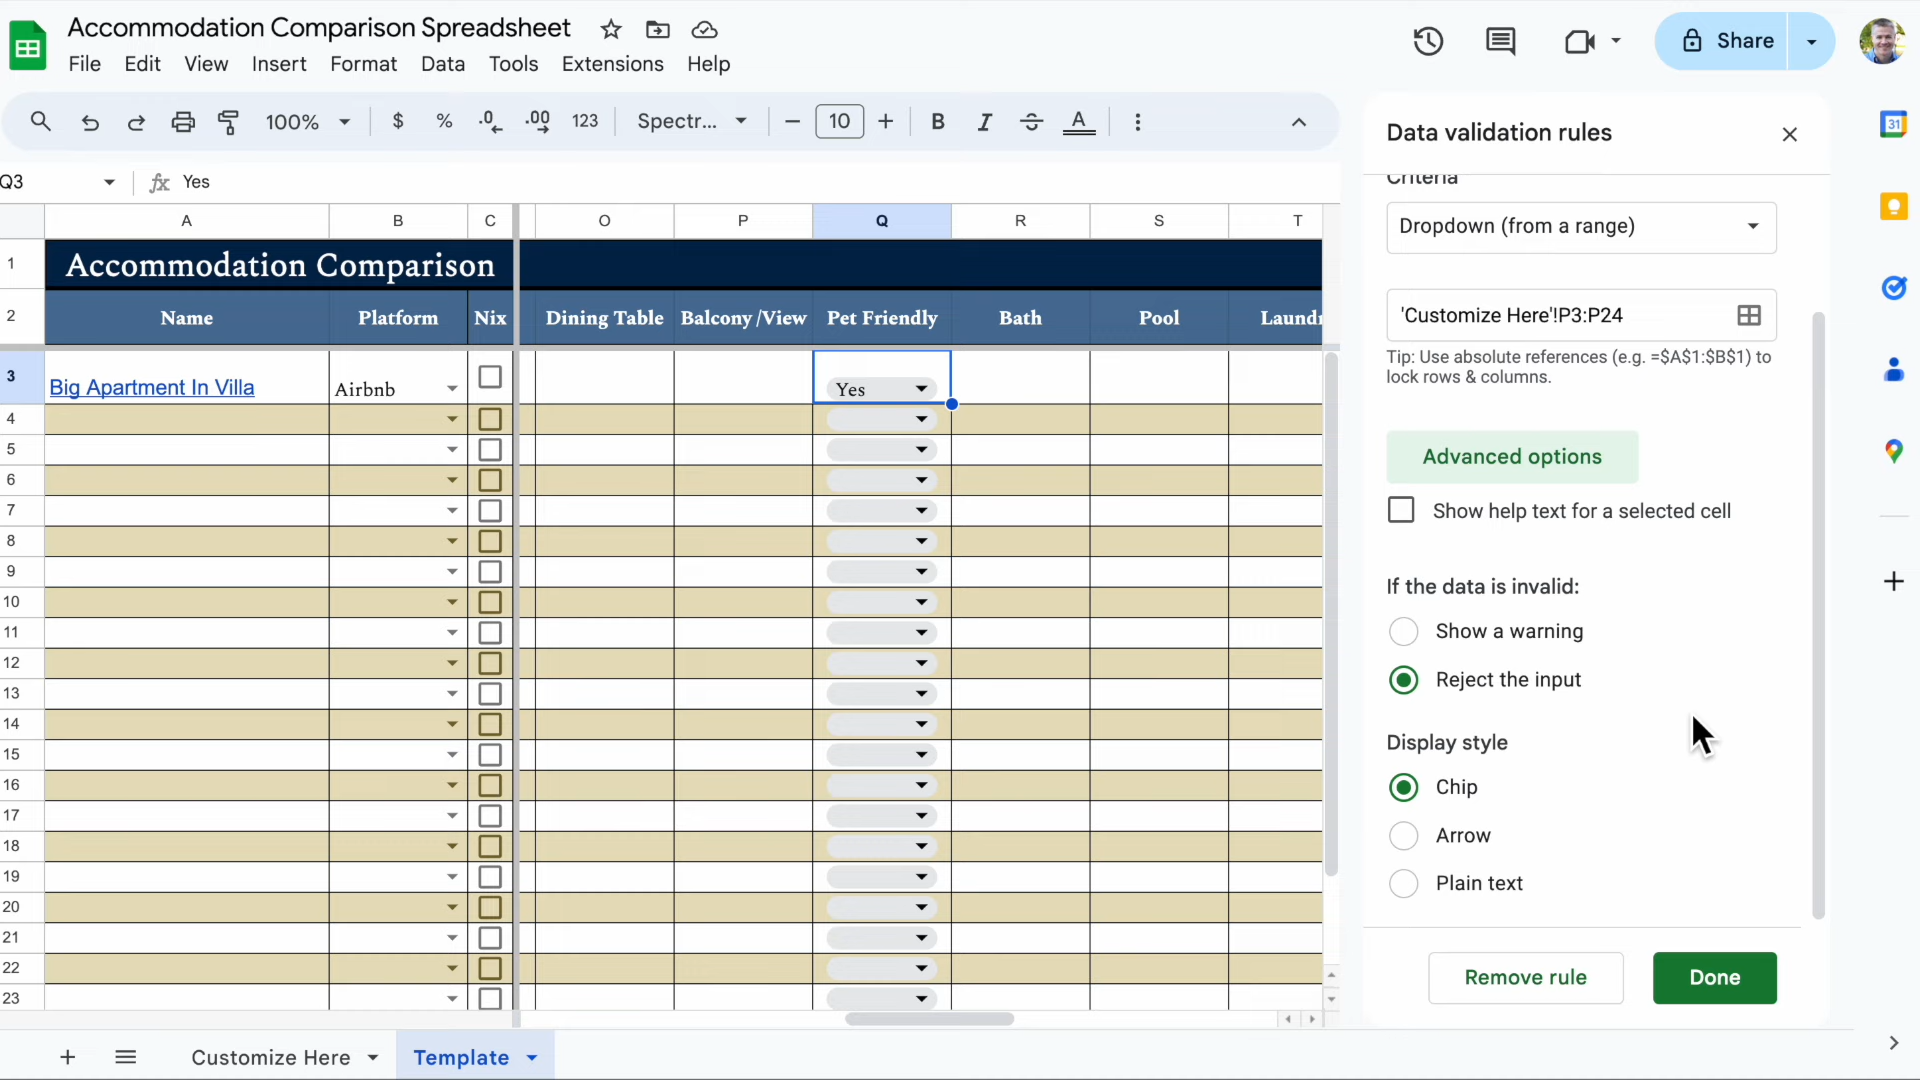 Accommodation Comparison Spreadsheet
File Edit View Insert Format Data Tools Extensions Help
Share
100% $ % .0 .00 123 Spectr... − 10 + B I S A
Q3 Yes
A B C O P Q R S T
1 Accommodation Comparison
2 Name Platform Nix Dining Table Balcony /View Pet Friendly Bath Pool Laund
3 Big Apartment In Villa Airbnb Yes
4
5
6
7
8
9
10
11
12
13
14
15
16
17
18
19
20
21
22
23
Customize Here Template
Data validation rules
Criteria
Dropdown (from a range)
'Customize Here'!P3:P24
Tip: Use absolute references (e.g. =$A$1:$B$1) to
lock rows & columns.
Advanced options
Show help text for a selected cell
If the data is invalid:
Show a warning
Reject the input
Display style
Chip
Arrow
Plain text
Remove rule Done
31